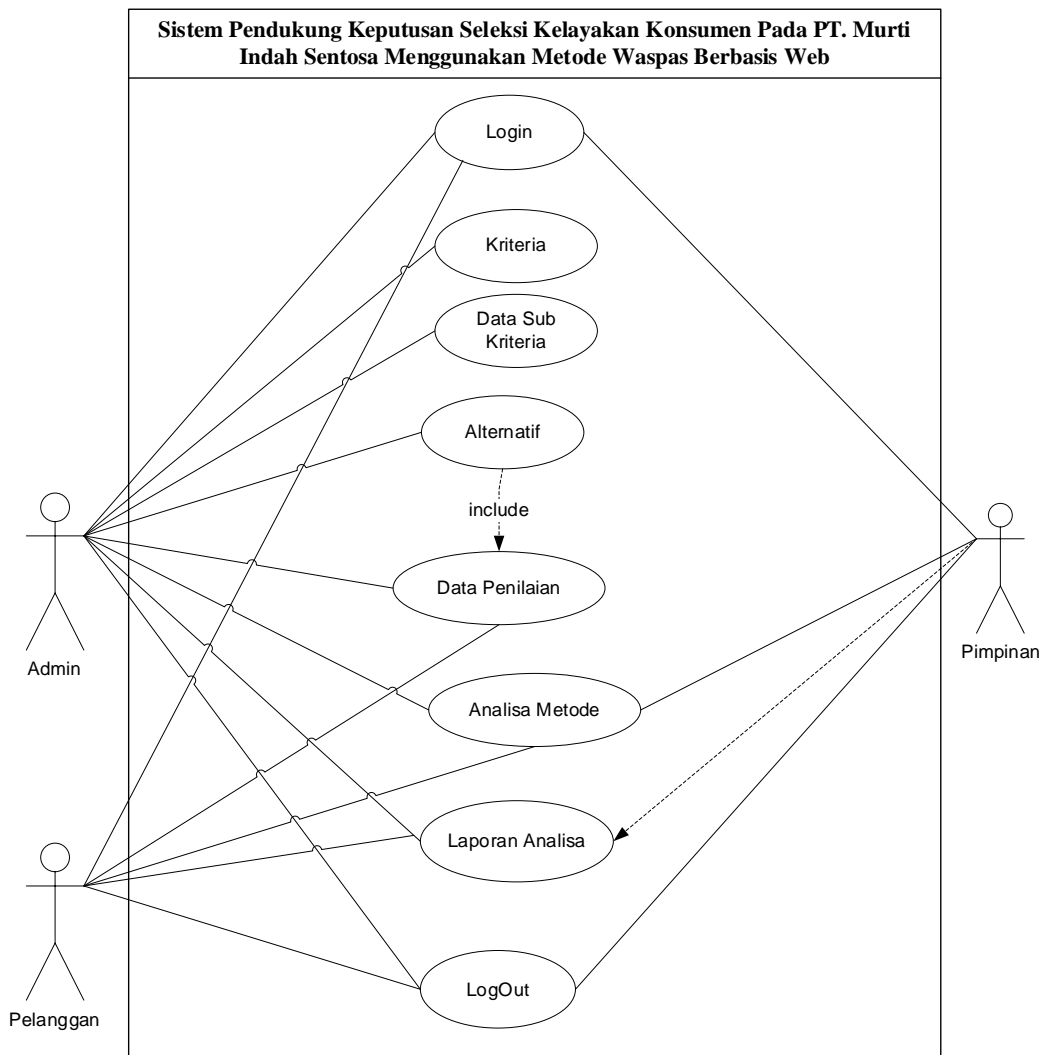 Sistem Pendukung Keputusan Seleksi Kelayakan Konsumen Pada PT. Murti
Indah Sentosa Menggunakan Metode Waspas Berbasis Web
Login
Kriteria
Data Sub
Kriteria
Alternatif
include
Data Penilaian
Admin
Pimpinan
Analisa Metode
Laporan Analisa
LogOut
Pelanggan